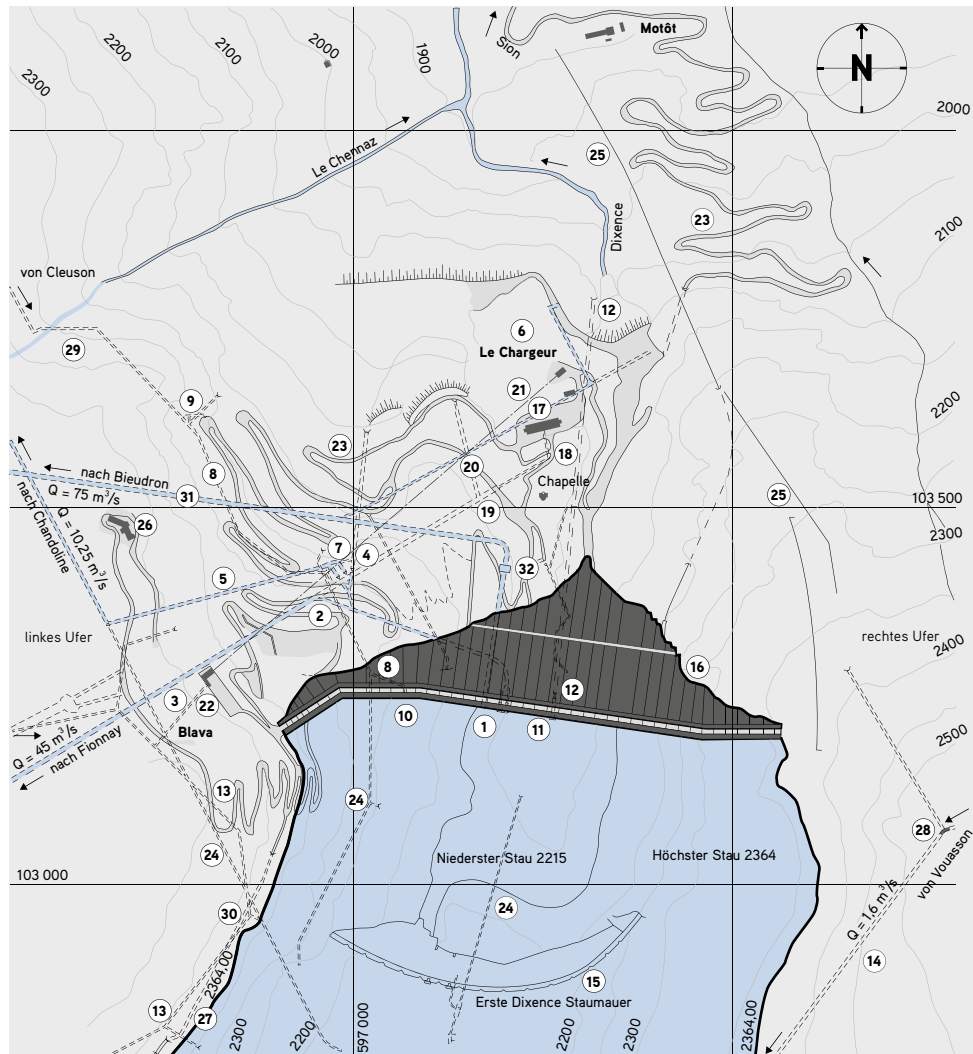 Motôt
Sion
N
2300
2200
2100
2000
1900
2000
Le Chennaz
25
Dixence
23
2100
von Cleuson
12
6
Le Chargeur
29
21
9
17
2200
23
18
8
20
Chapelle
nach Bieudron
Q = 75 m³/s
31
25
103 500
19
2300
nach Chandoline
Q = 10,25 m³/s
26
7
4
32
5
2
linkes Ufer
rechtes Ufer
2400
8
16
3
22
12
10
1
11
Blava
Q = 45 m³/s
nach Fionnay
2500
13
24
28
von Vouasson
24
Niederster Stau 2215
Höchster Stau 2364
103 000
24
30
Q = 1,6 m³/s
14
2364,00
15
Erste Dixence Staumauer
13
27
2300
2200
597 000
2200
2300
2364,00